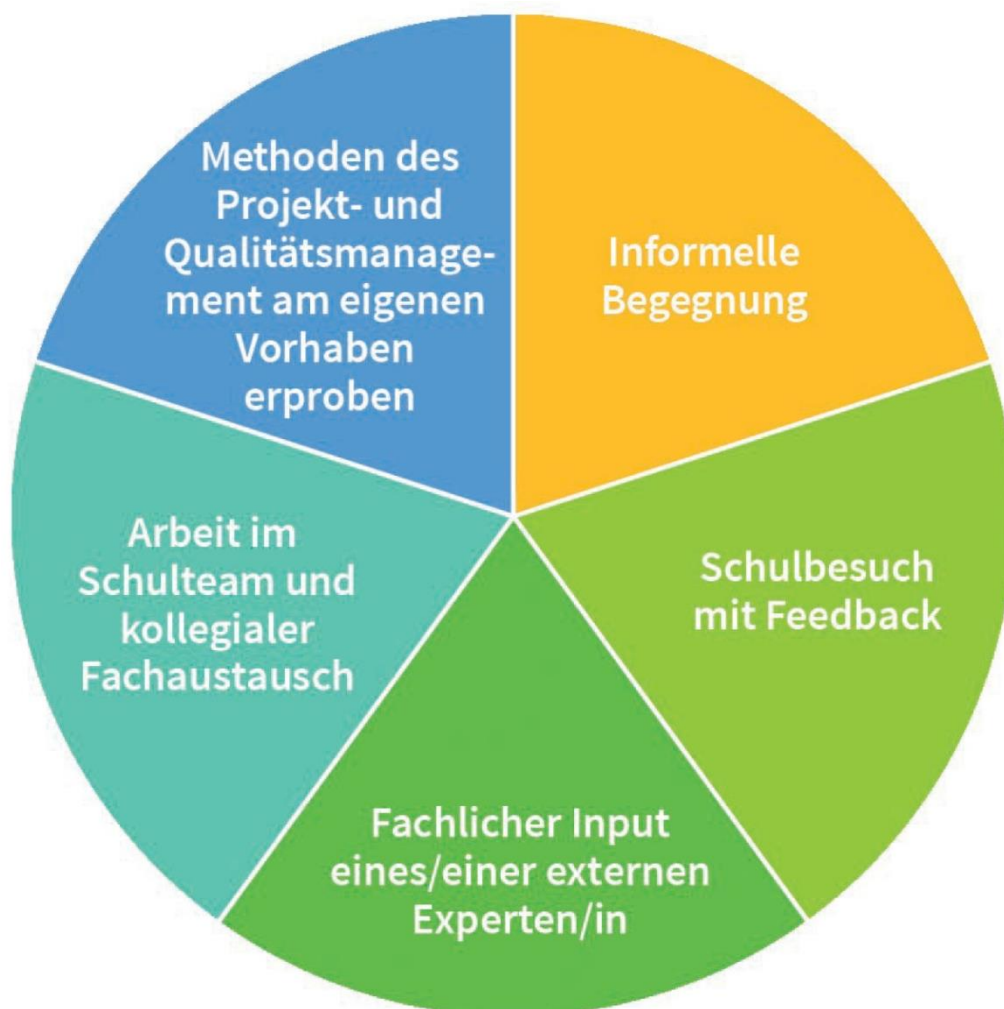 Methoden des
Projekt- und
Qualitätsmanage-
ment am eigenen
Vorhaben
erproben
Informelle
Begegnung
Arbeit im
Schulteam und
kollegialer
Fachaustausch
Schulbesuch
mit Feedback
Fachlicher Input
eines/einer externen
Experten/in